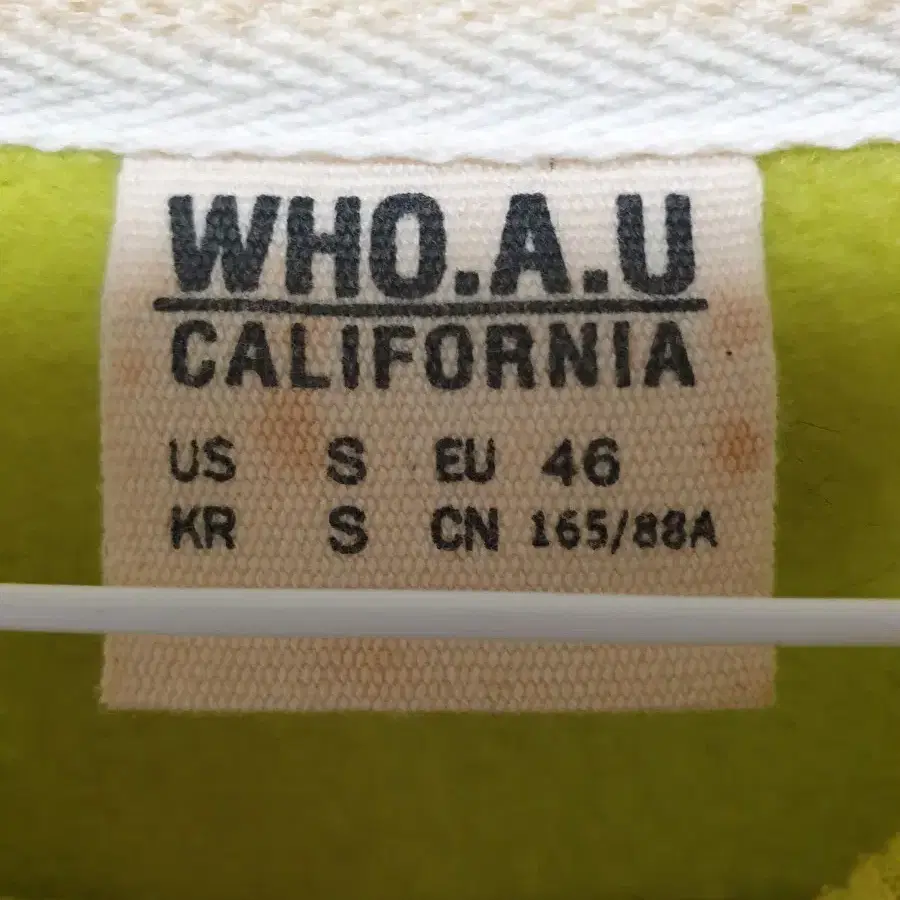 WHO.A.U
CALIFORNIA
US S EU 46
KR S CN 165/88A